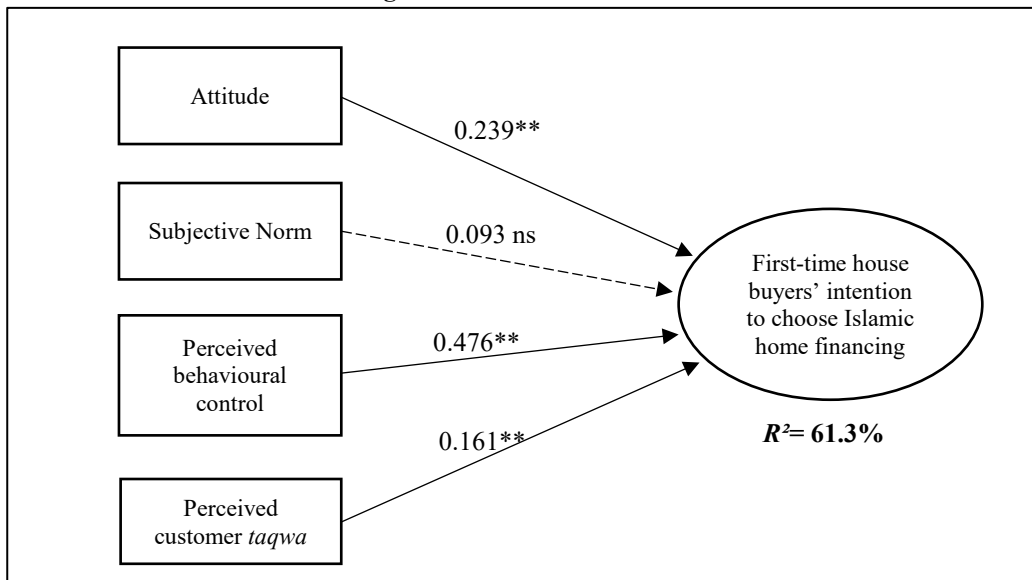 Attitude
0.239**
Subjective Norm
0.093 ns
First-time house
buyers’ intention
to choose Islamic
home financing
Perceived
behavioural
control
0.476**
R²= 61.3%
0.161**
Perceived
customer taqwa